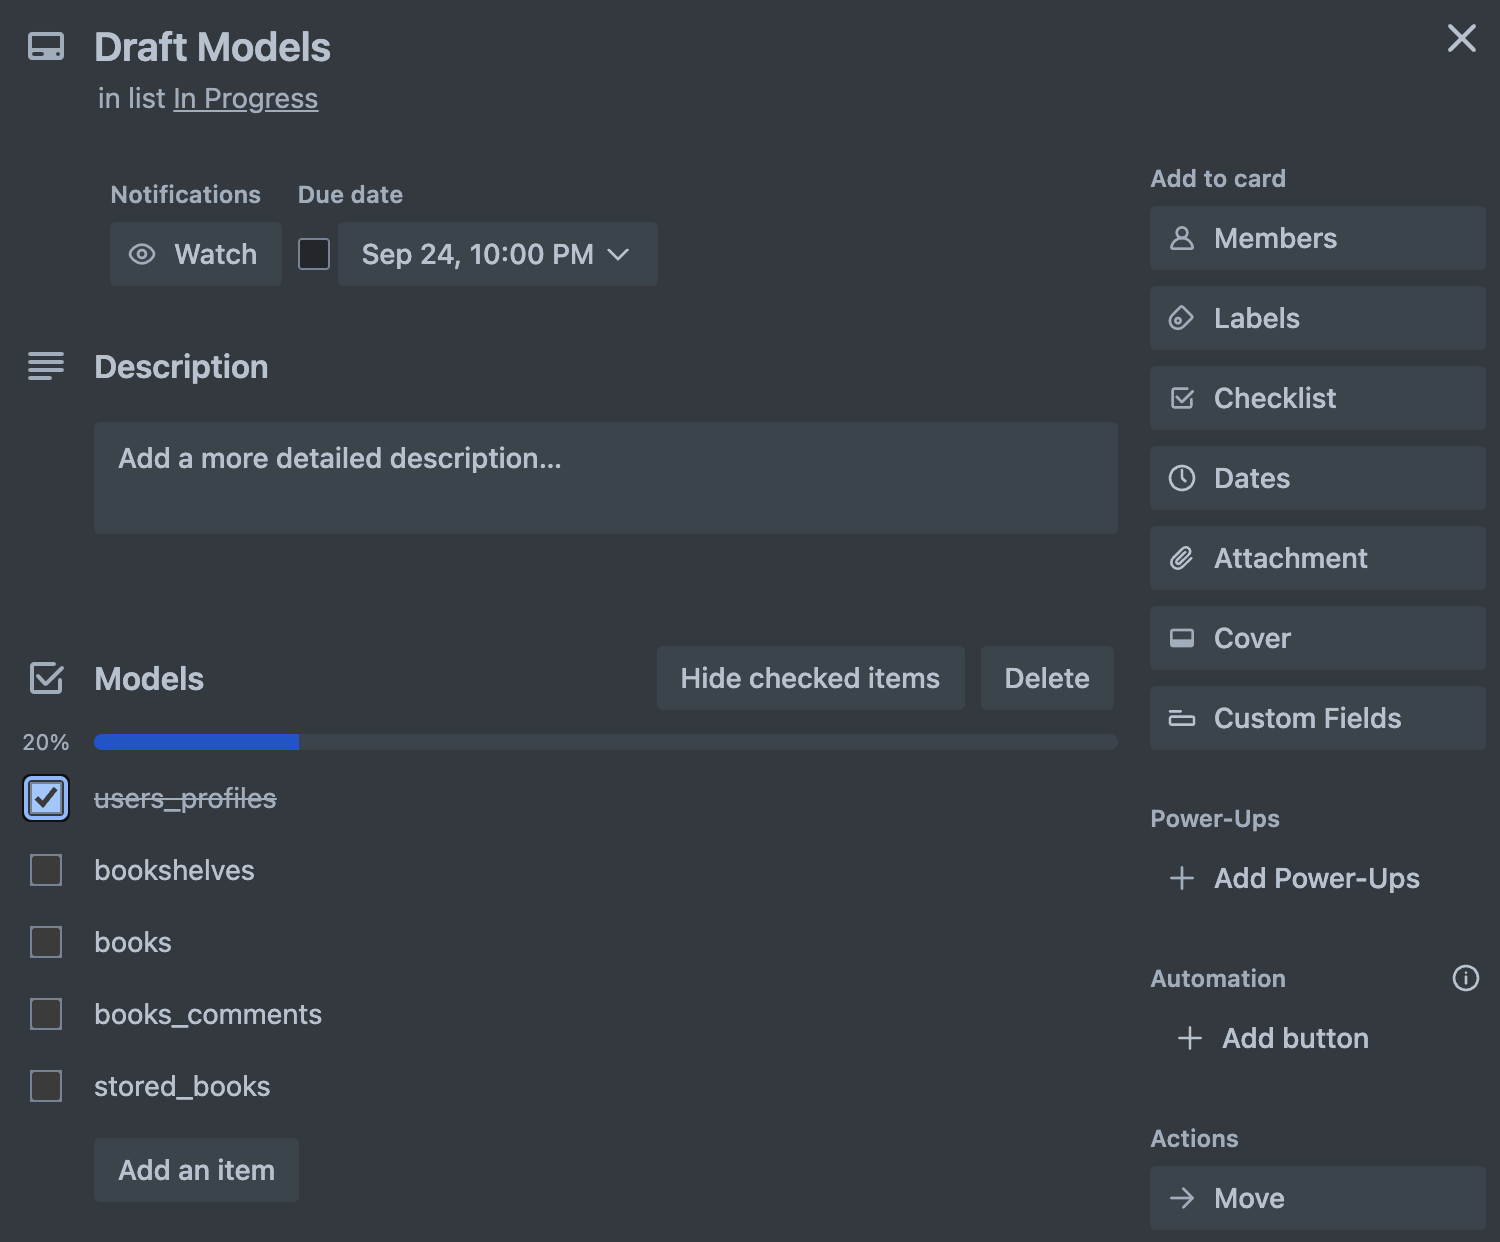 Draft Models
in list In Progress
Notifications
Due date
Watch
Sep 24, 10:00 PM
Description
Add a more detailed description...
Models
Hide checked items
Delete
20%
users_profiles
bookshelves
books
books_comments
stored_books
Add an item
Add to card
Members
Labels
Checklist
Dates
Attachment
Cover
Custom Fields
Power-Ups
Add Power-Ups
Automation
Add button
Actions
Move